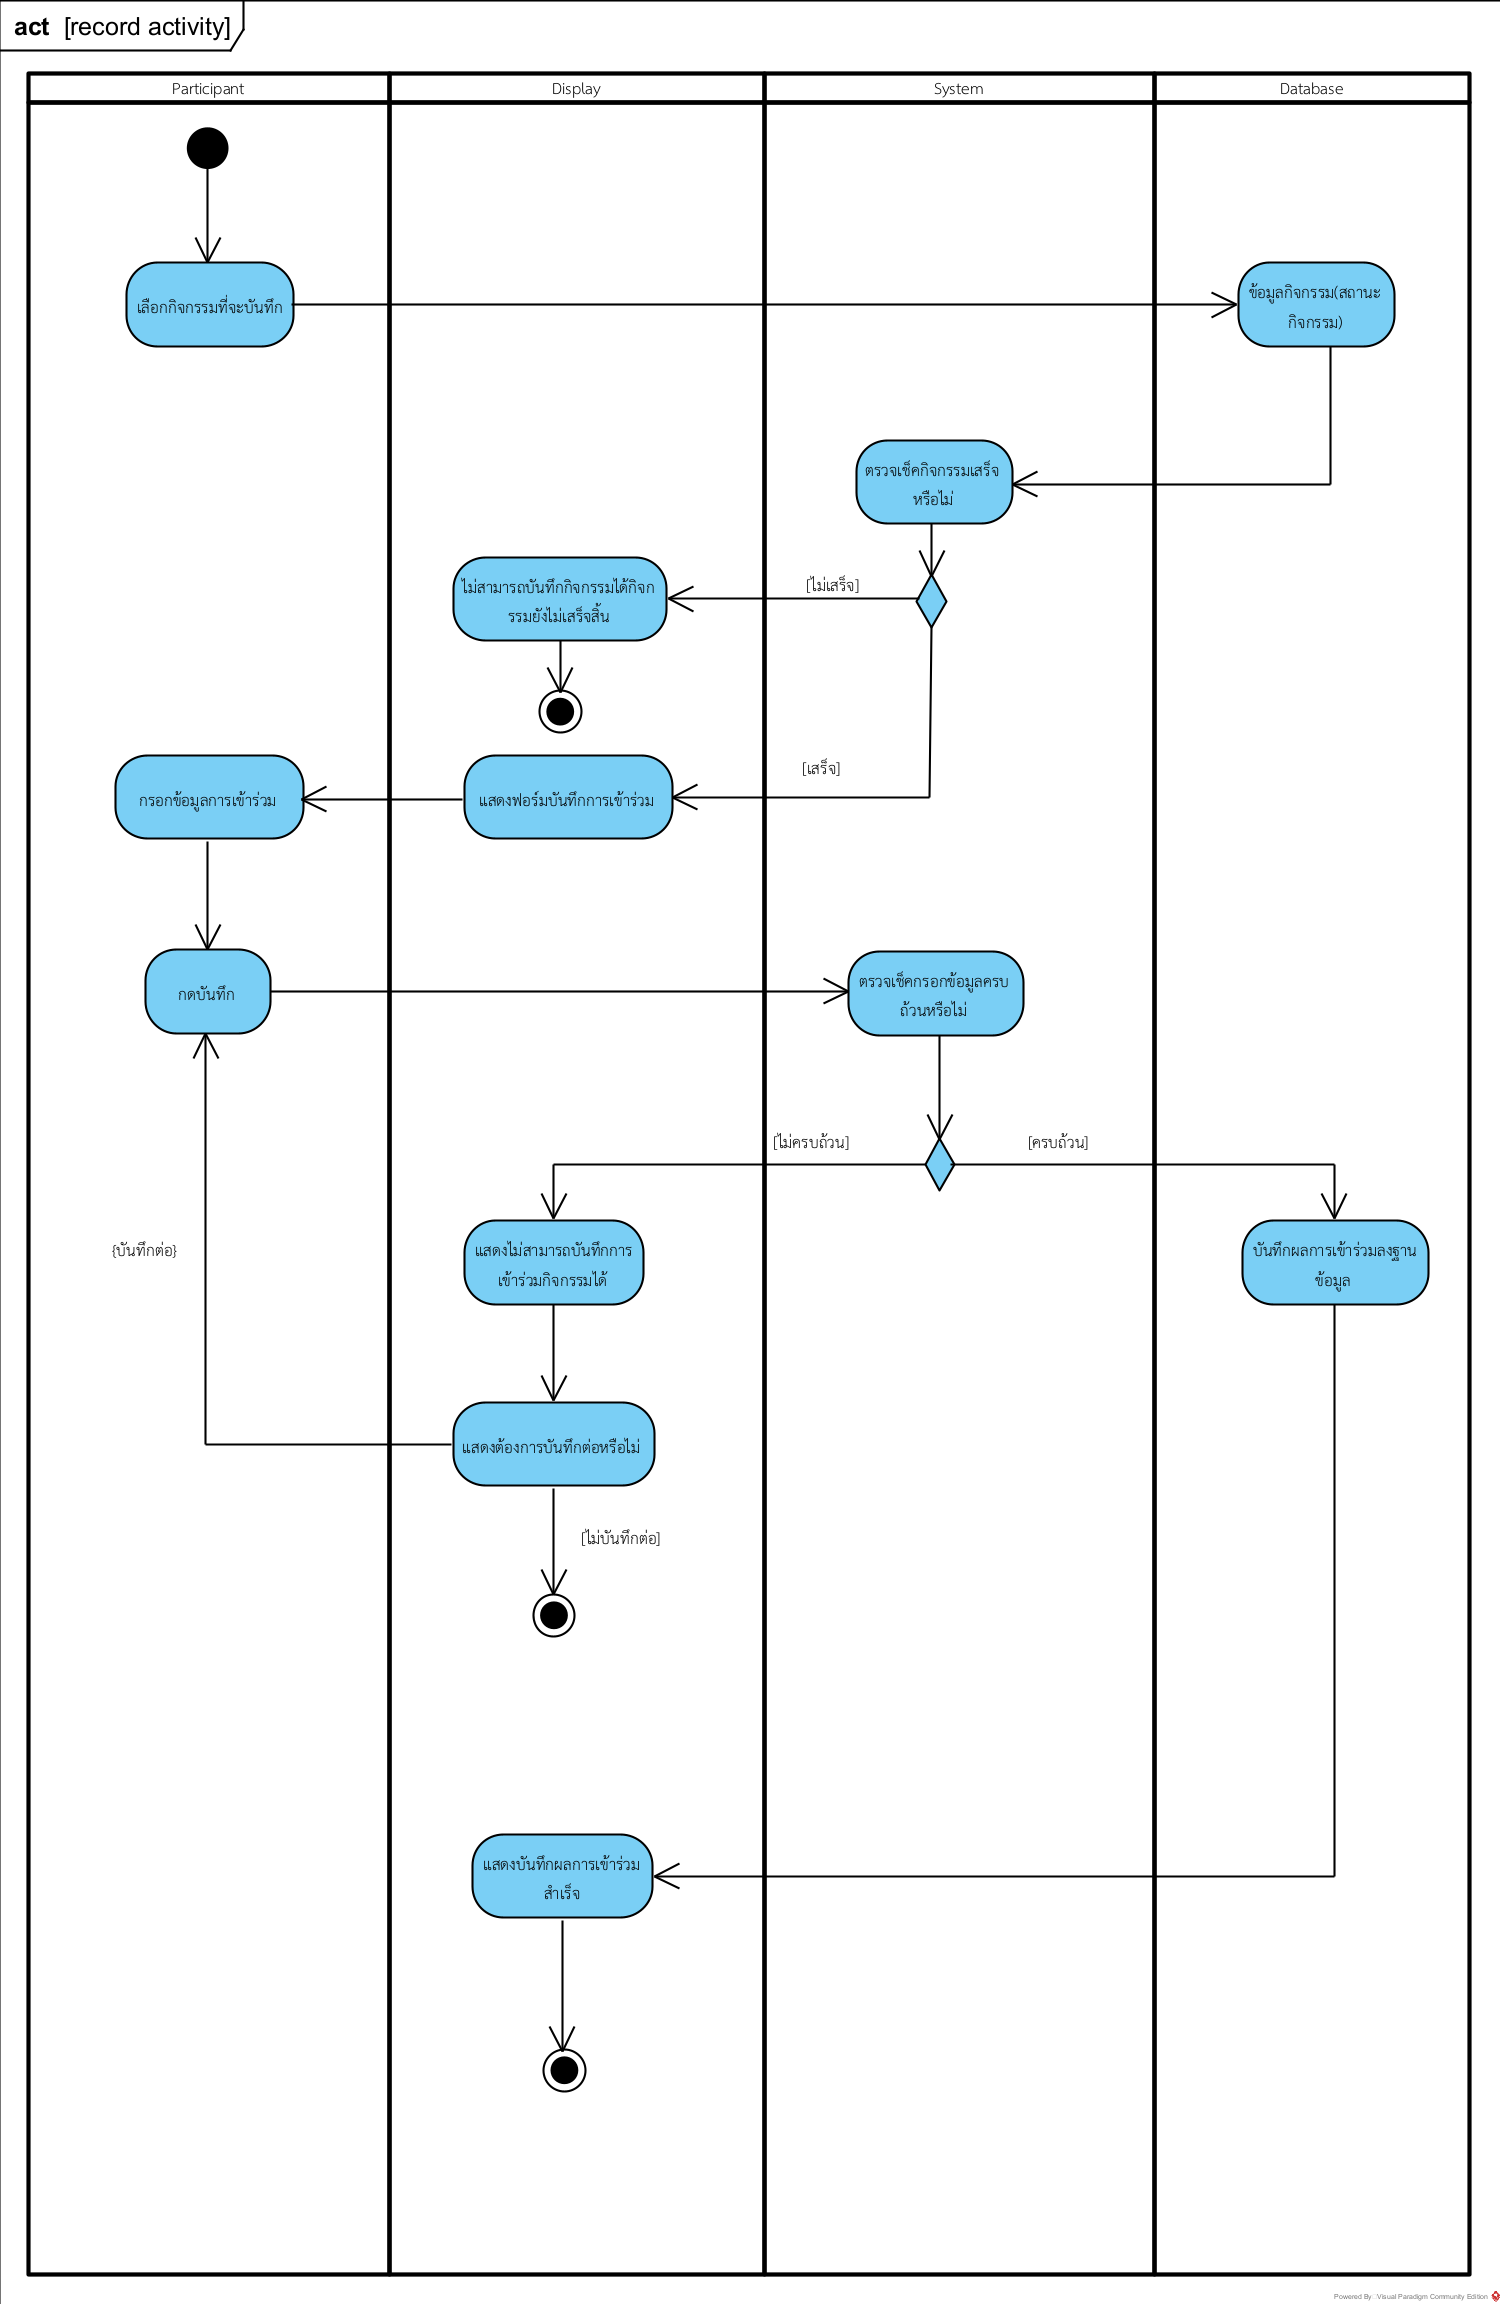 act [record activity]
Participant
Display
System
Database
เลือกกิจกรรมที่จะบันทึก
ข้อมูลกิจกรรม(สถานะ
กิจกรรม)
ตรวจเช็คกิจกรรมเสร็จ
หรือไม่
[ไม่เสร็จ]
ไม่สามารถบันทึกกิจกรรมได้กิจก
รรมยังไม่เสร็จสิ้น
[เสร็จ]
แสดงฟอร์มบันทึกการเข้าร่วม
กรอกข้อมูลการเข้าร่วม
กดบันทึก
ตรวจเช็คกรอกข้อมูลครบ
ถ้วนหรือไม่
[ไม่ครบถ้วน]
[ครบถ้วน]
{บันทึกต่อ}
แสดงไม่สามารถบันทึกการ
เข้าร่วมกิจกรรมได้
บันทึกผลการเข้าร่วมลงฐาน
ข้อมูล
แสดงต้องการบันทึกต่อหรือไม่
[ไม่บันทึกต่อ]
แสดงบันทึกผลการเข้าร่วม
สำเร็จ
Powered By Visual Paradigm Community Edition